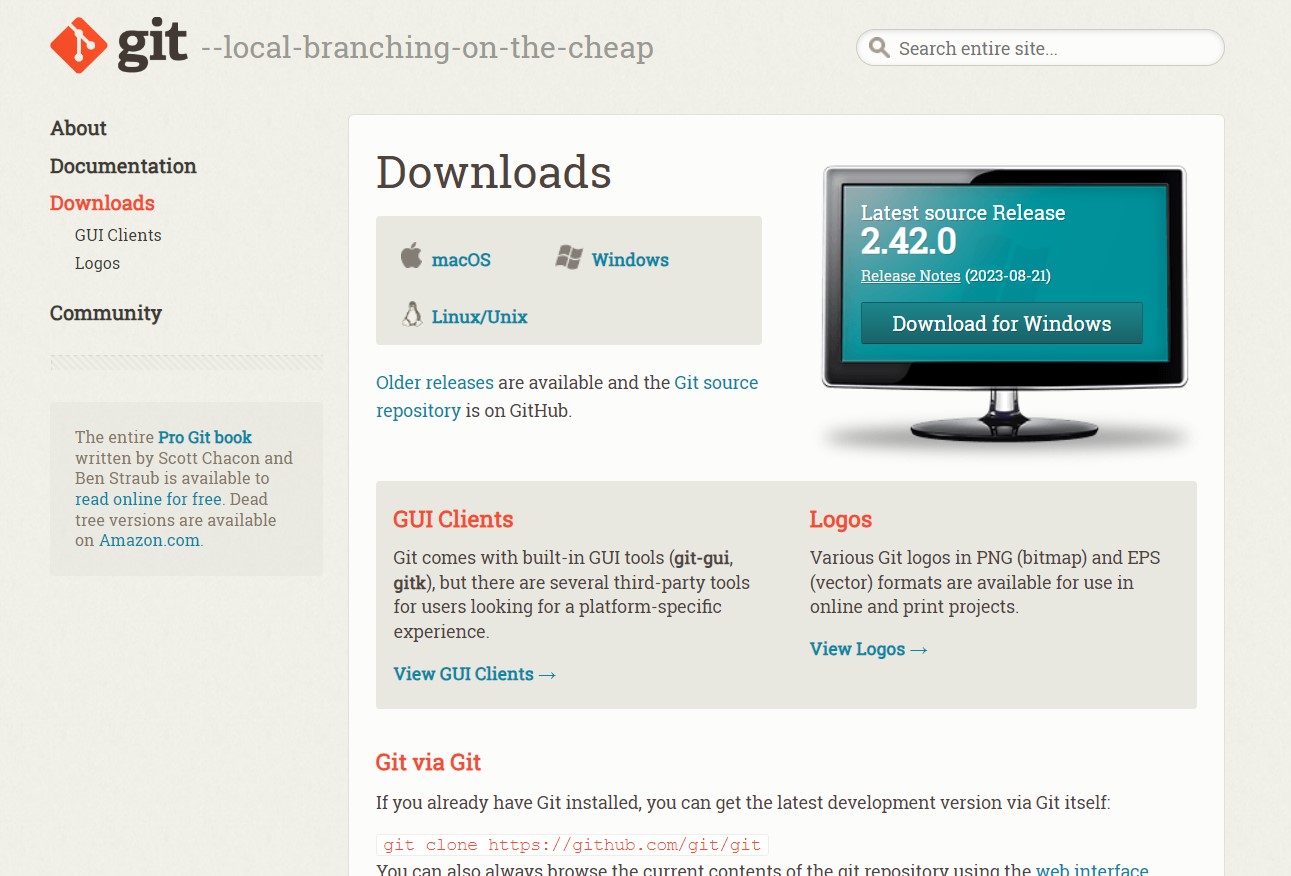 git --local-branching-on-the-cheap
Search entire site...
About
Documentation
Downloads
GUI Clients
Logos
Community
The entire Pro Git book
written by Scott Chacon and
Ben Straub is available to
read online for free. Dead
tree versions are available
on Amazon.com.
Downloads
macOS
Windows
Linux/Unix
Older releases are available and the Git source
repository is on GitHub.
Latest source Release
2.42.0
Release Notes (2023-08-21)
Download for Windows
GUI Clients
Git comes with built-in GUI tools (git-gui,
gitk), but there are several third-party tools
for users looking for a platform-specific
experience.
View GUI Clients →
Logos
Various Git logos in PNG (bitmap) and EPS
(vector) formats are available for use in
online and print projects.
View Logos →
Git via Git
If you already have Git installed, you can get the latest development version via Git itself:
git clone https://github.com/git/git
You can also always browse the current contents of the git repository using the web interface